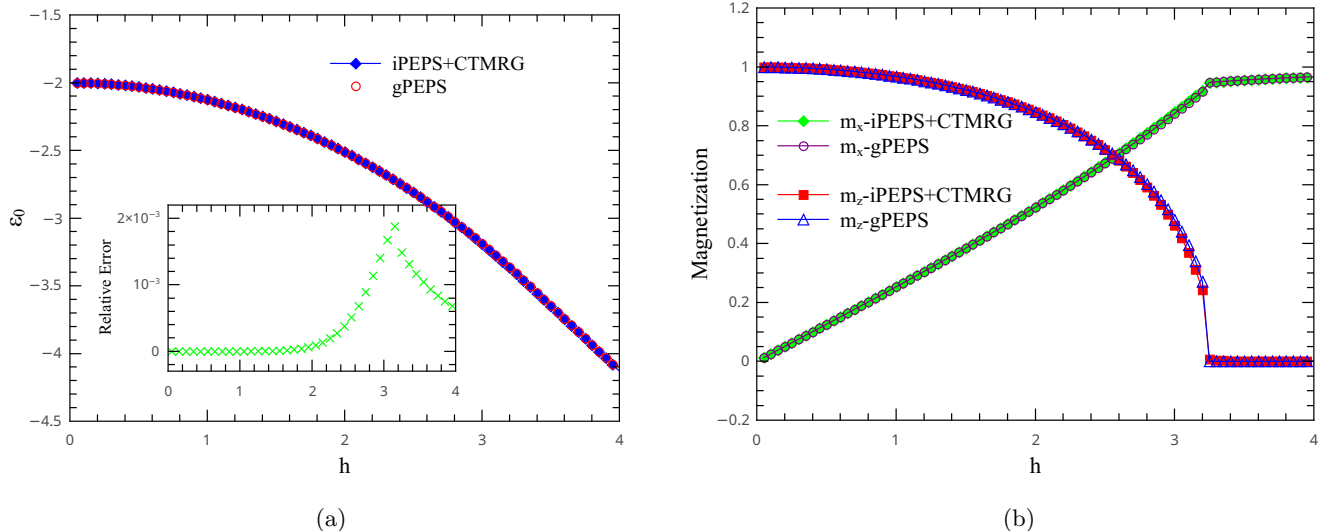 −1.5
−2
−2.5
−3
−3.5
−4
−4.5
ε₀
iPEPS+CTMRG
gPEPS
2×10⁻³
10⁻³
0
Relative Error
0 1 2 3 4
0 1 2 3 4
h
(a)
1.2
1
0.8
0.6
0.4
0.2
0
−0.2
Magnetization
mₓ-iPEPS+CTMRG
mₓ-gPEPS
m_z-iPEPS+CTMRG
m_z-gPEPS
0 1 2 3 4
h
(b)